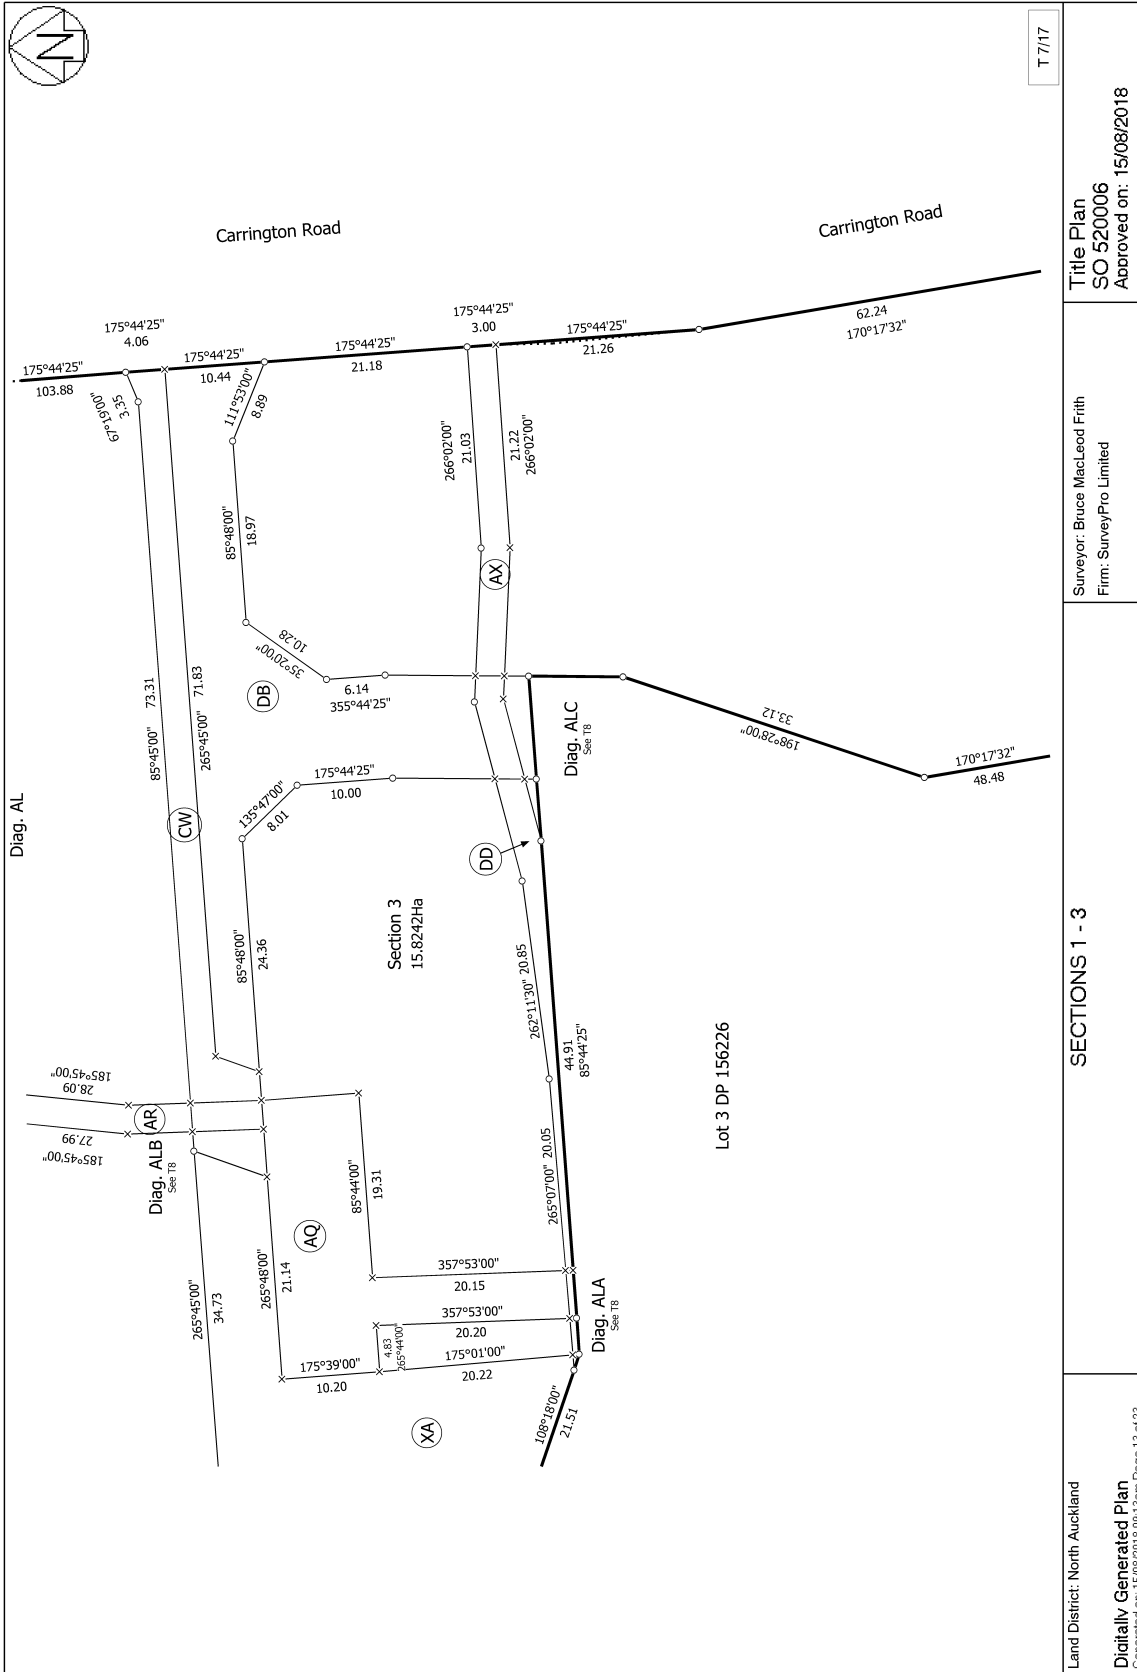 N
T 7/17
Carrington Road
Carrington Road
175°44'25"
103.88
175°44'25"
4.06
175°44'25"
10.44
175°44'25"
21.18
175°44'25"
3.00
175°44'25"
21.26
62.24
170°17'32"
67°19'00"
3.35
111°53'00"
8.89
85°48'00"
18.97
35°20'00"
10.28
6.14
355°44'25"
266°02'00"
21.03
21.22
266°02'00"
AX
DB
85°45'00"
73.31
265°45'00"
71.83
CW
Diag. AL
135°47'00"
8.01
175°44'25"
10.00
DD
Diag. ALC
See T8
33.12
198°28'00"
170°17'32"
48.48
85°48'00"
24.36
Section 3
15.8242Ha
262°11'30" 20.85
44.91
85°44'25"
Lot 3 DP 156226
185°45'00"
28.09
AR
27.99
185°45'00"
Diag. ALB
See T8
85°44'00"
19.31
265°07'00" 20.05
AQ
265°48'00"
21.14
265°45'00"
34.73
357°53'00"
20.15
357°53'00"
20.20
4.83
265°44'00"
175°39'00"
10.20
175°01'00"
20.22
Diag. ALA
See T8
XA
108°18'00"
21.51
Land District: North Auckland
Digitally Generated Plan
Generated on: 15/08/2018 09:13am Page 13 of 23
SECTIONS 1 - 3
Surveyor: Bruce MacLeod Frith
Firm: SurveyPro Limited
Title Plan
SO 520006
Approved on: 15/08/2018